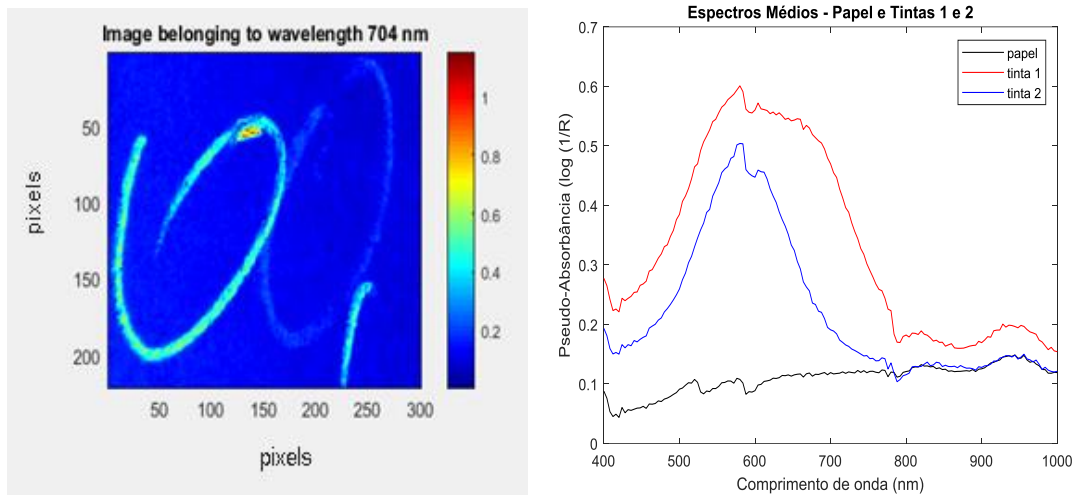 Image belonging to wavelength 704 nm
pixels
50
100
150
200
50 100 150 200 250 300
pixels
1
0.8
0.6
0.4
0.2
Espectros Médios - Papel e Tintas 1 e 2
Pseudo-Absorbância (log (1/R)
0.7
0.6
0.5
0.4
0.3
0.2
0.1
0
400 500 600 700 800 900 1000
Comprimento de onda (nm)
papel
tinta 1
tinta 2